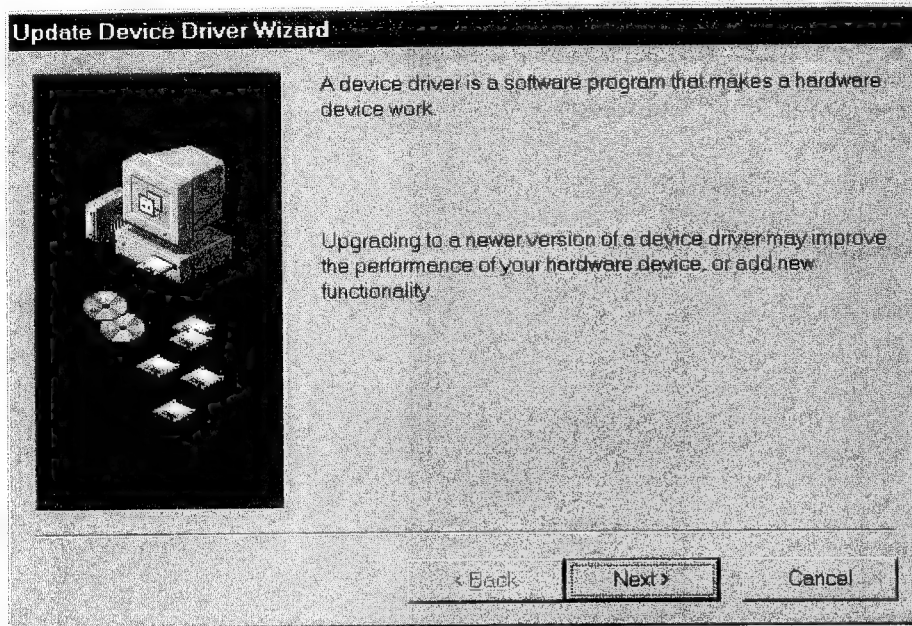 Update Device Driver Wizard
A device driver is a software program that makes a hardware
device work.
Upgrading to a newer version of a device driver may improve
the performance of your hardware device, or add new
functionality.
< Back
Next >
Cancel